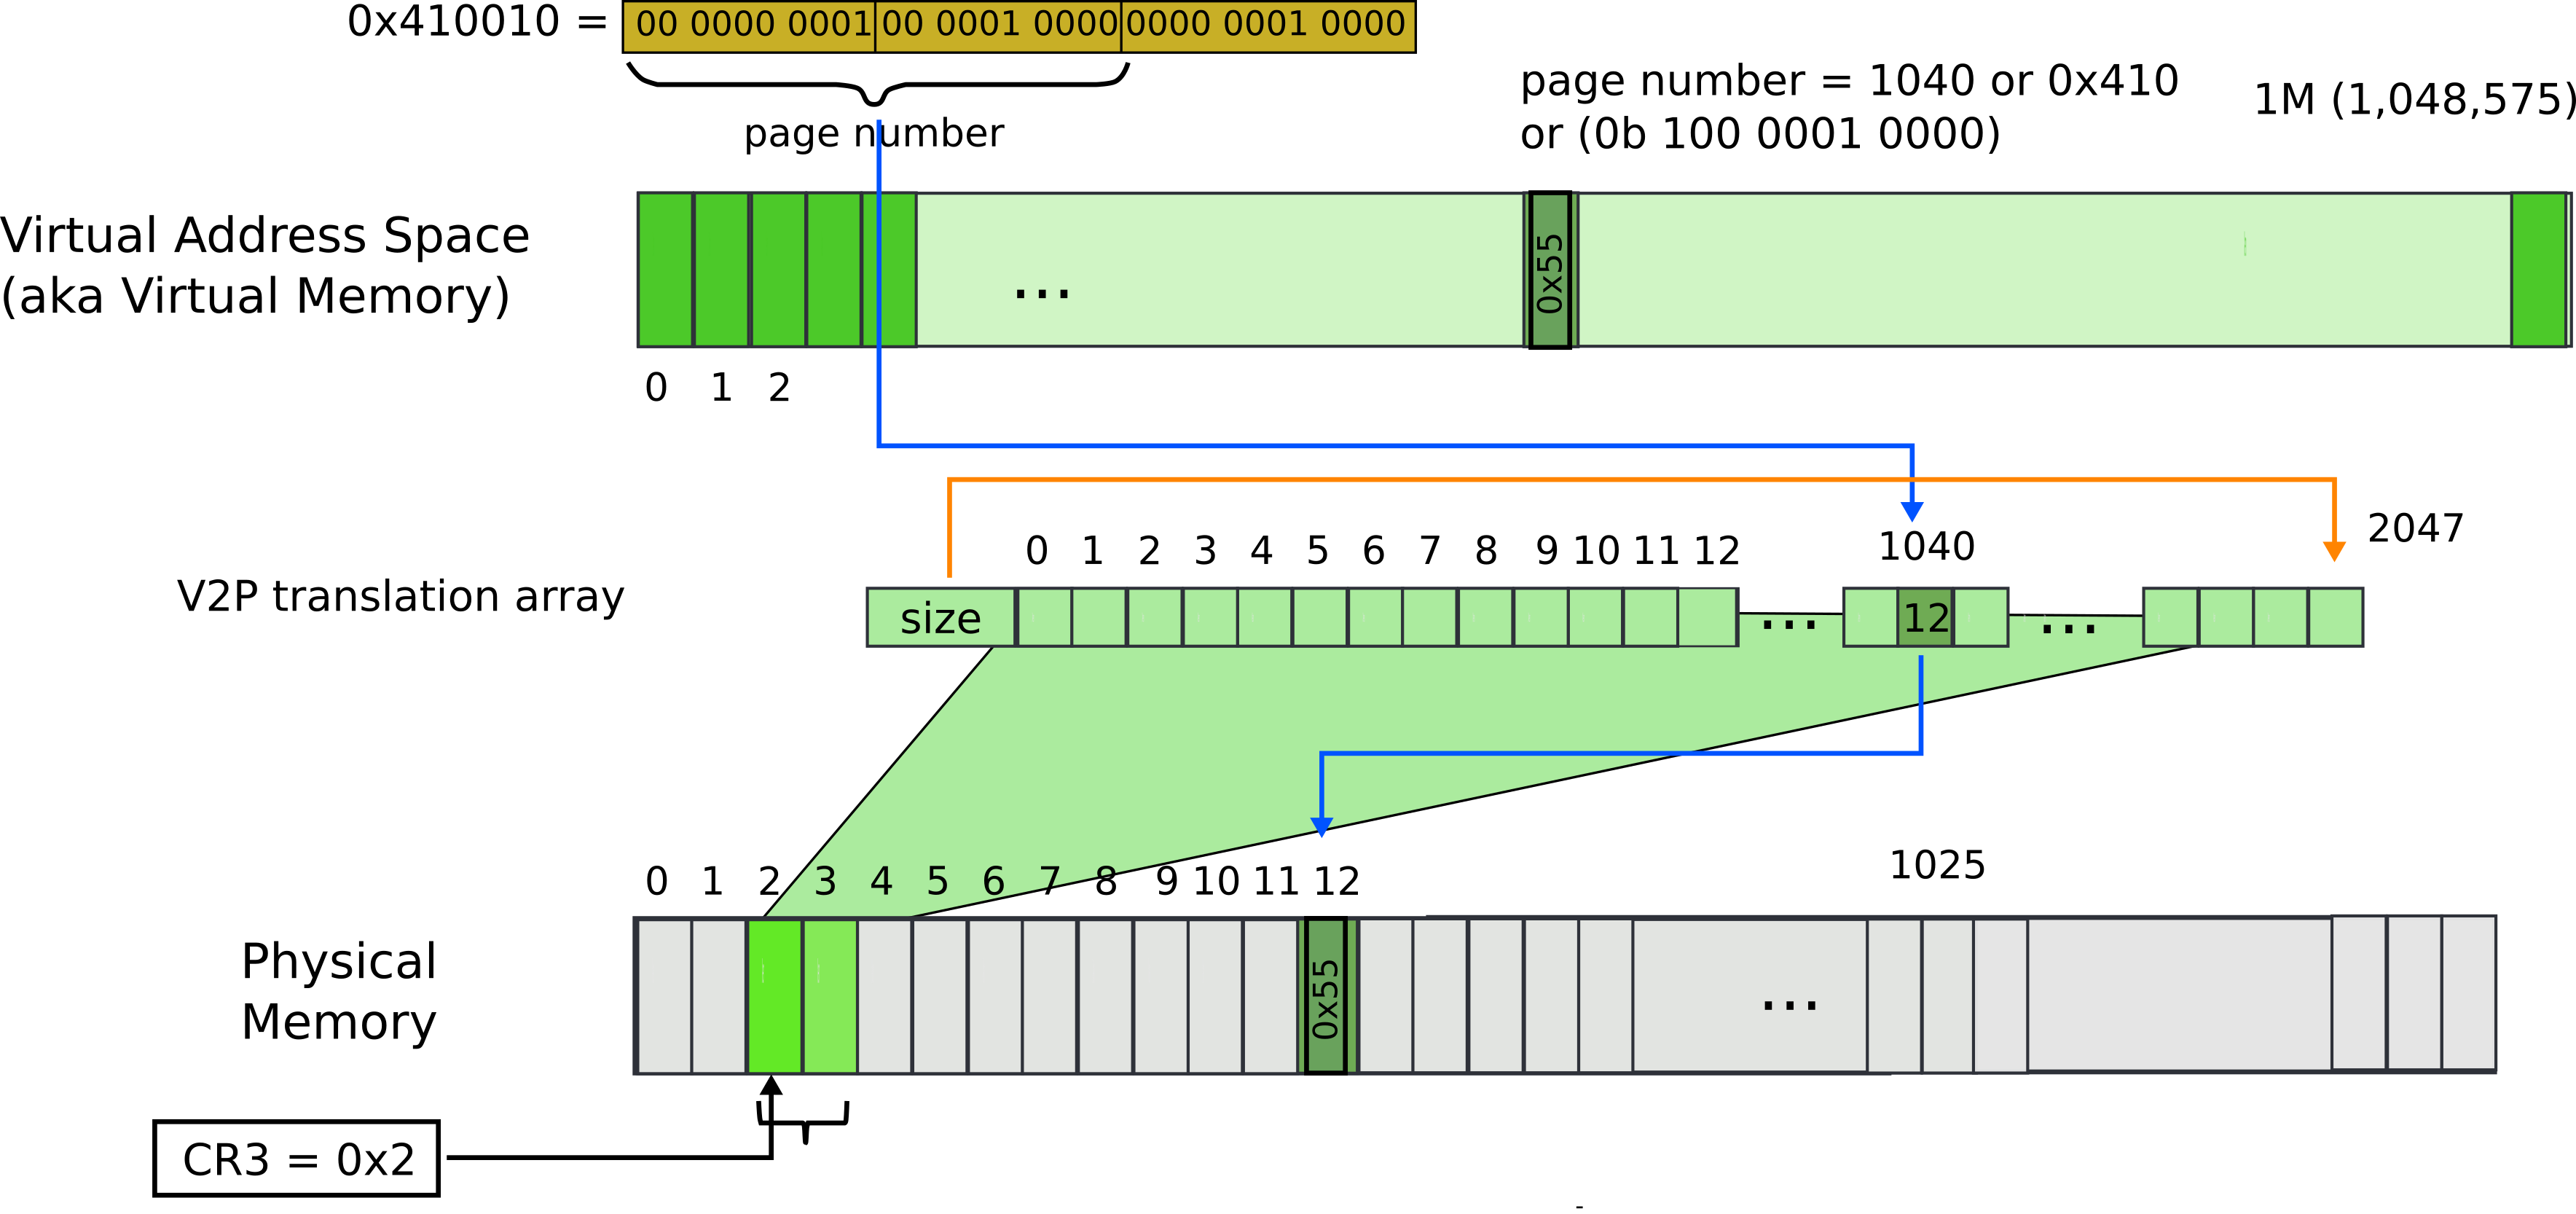 0x410010 = 00 0000 0001 00 0001 0000 0000 0001 0000
page number
page number = 1040 or 0x410
or (0b 100 0001 0000)
1M (1,048,575)
Virtual Address Space
(aka Virtual Memory)
...
0x55
0 1 2
2047
0 1 2 3 4 5 6 7 8 9 10 11 12 1040
V2P translation array
size ... 12 ...
0 1 2 3 4 5 6 7 8 9 10 11 12 1025
Physical
Memory
0x55
...
CR3 = 0x2
-